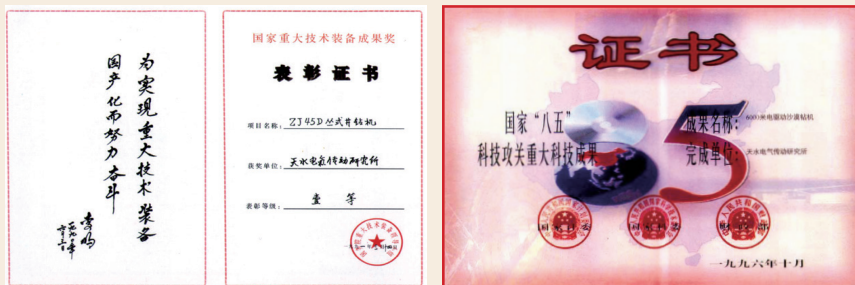 为实现重大技术装备
国产化而努力奋斗
李鹏
国家重大技术装备成果奖
表彰证书
项目名称：ZJ45D丛式井钻机
获奖单位：天水电气传动研究所
表彰等级：壹等
证书
国家“八五”
科技攻关重大科技成果
85
成果名称：6000米电驱动沙漠钻机
完成单位：天水电气传动研究所
一九九六年十月